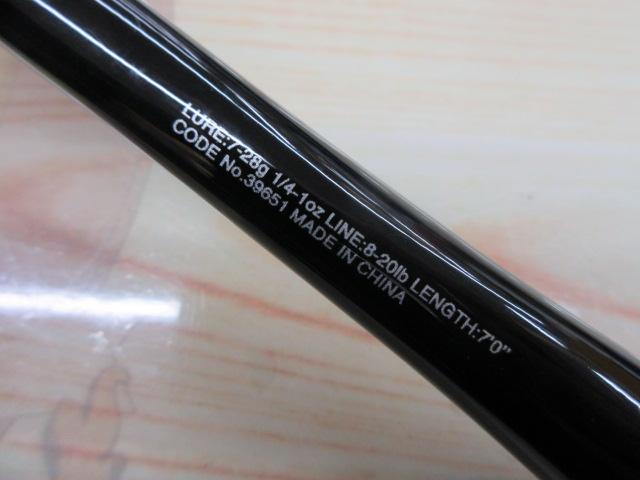 LURE:7-28g 1/4-1oz LINE:8-20lb LENGTH:7'0"
CODE No.39651 MADE IN CHINA